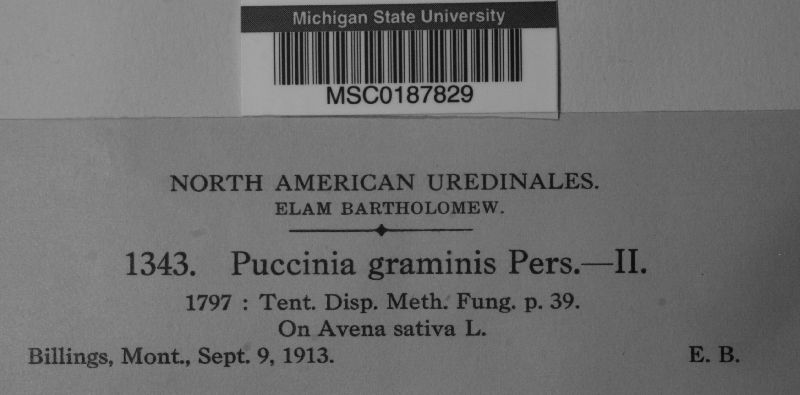 Michigan State University
MSC0187829
NORTH AMERICAN UREDINALES.
ELAM BARTHOLOMEW.
1343. Puccinia graminis Pers.—II.
1797 : Tent. Disp. Meth. Fung. p. 39.
On Avena sativa L.
Billings, Mont., Sept. 9, 1913. E. B.